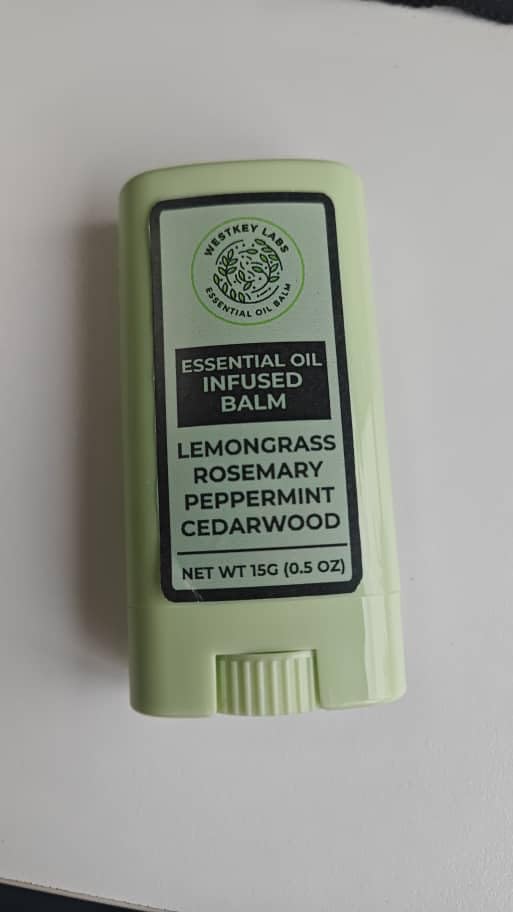 WESTKEY LABS
ESSENTIAL OIL BALM
ESSENTIAL OIL
INFUSED
BALM
LEMONGRASS
ROSEMARY
PEPPERMINT
CEDARWOOD
NET WT 15G (0.5 OZ)